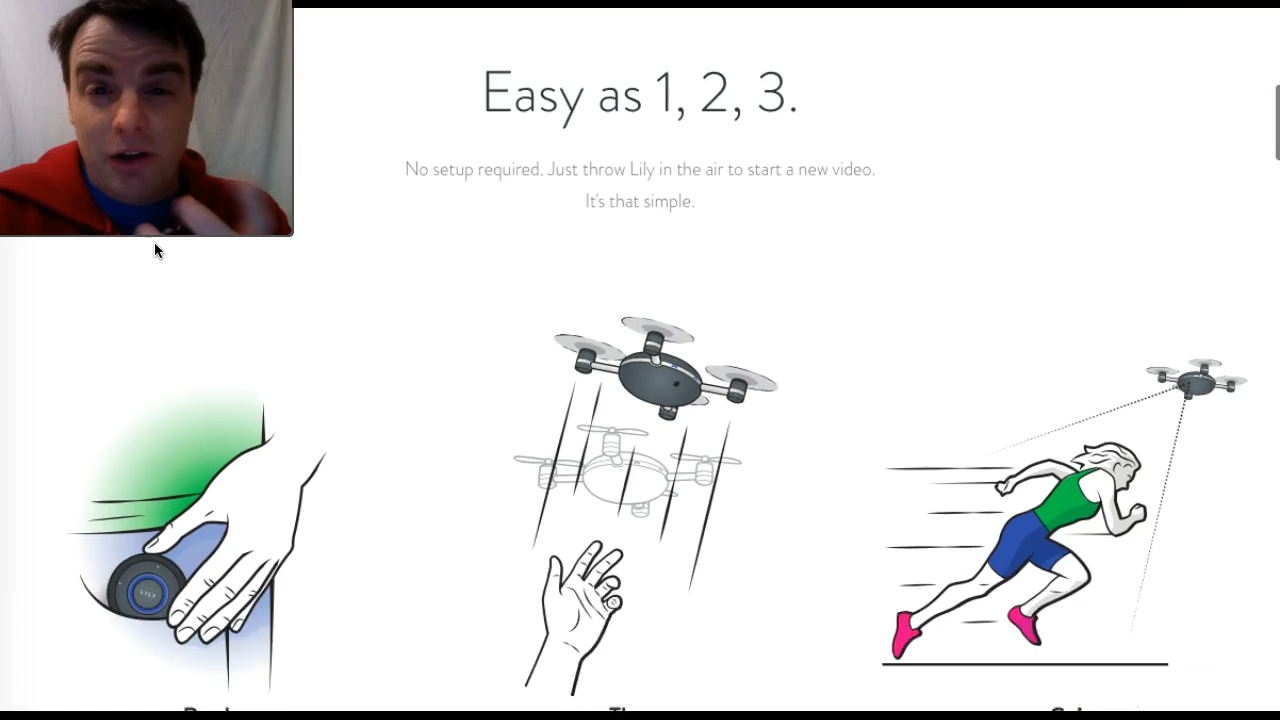 Easy as 1, 2, 3.
No setup required. Just throw Lily in the air to start a new video.
It's that simple.
LILY